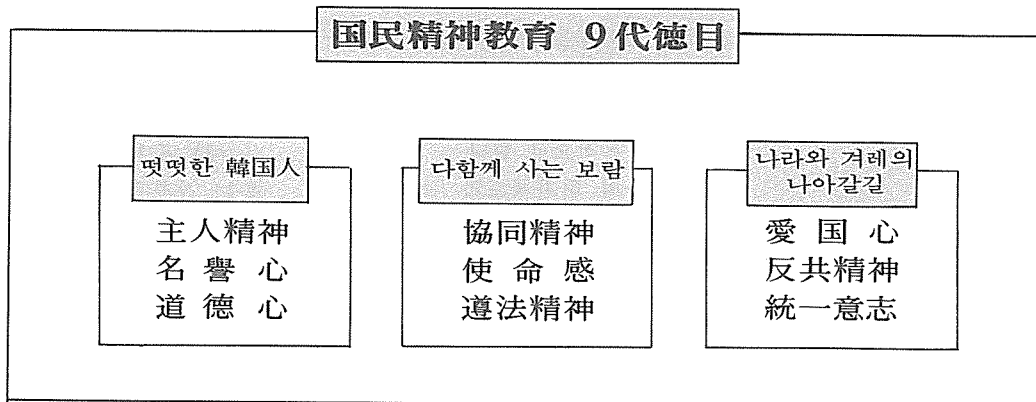 国民精神教育 9代徳目
떳떳한 韓国人
主人精神
名譽心
道德心
다함께 사는 보람
協同精神
使命感
遵法精神
나라와 겨레의
나아갈길
愛国心
反共精神
統一意志